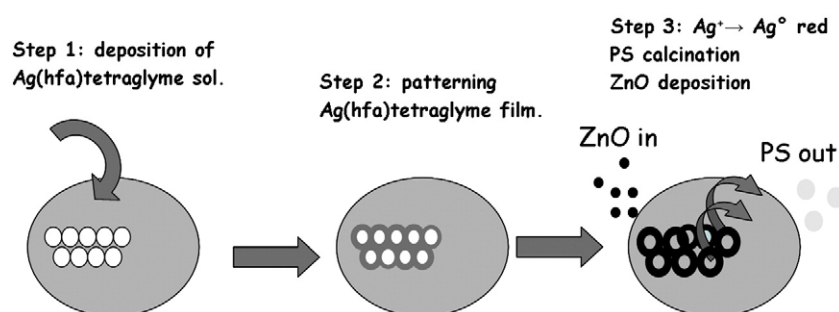 Step 1: deposition of
Ag(hfa)tetraglyme sol.
Step 2: patterning
Ag(hfa)tetraglyme film.
Step 3: Ag⁺→ Ag° red
PS calcination
ZnO deposition
ZnO in
PS out